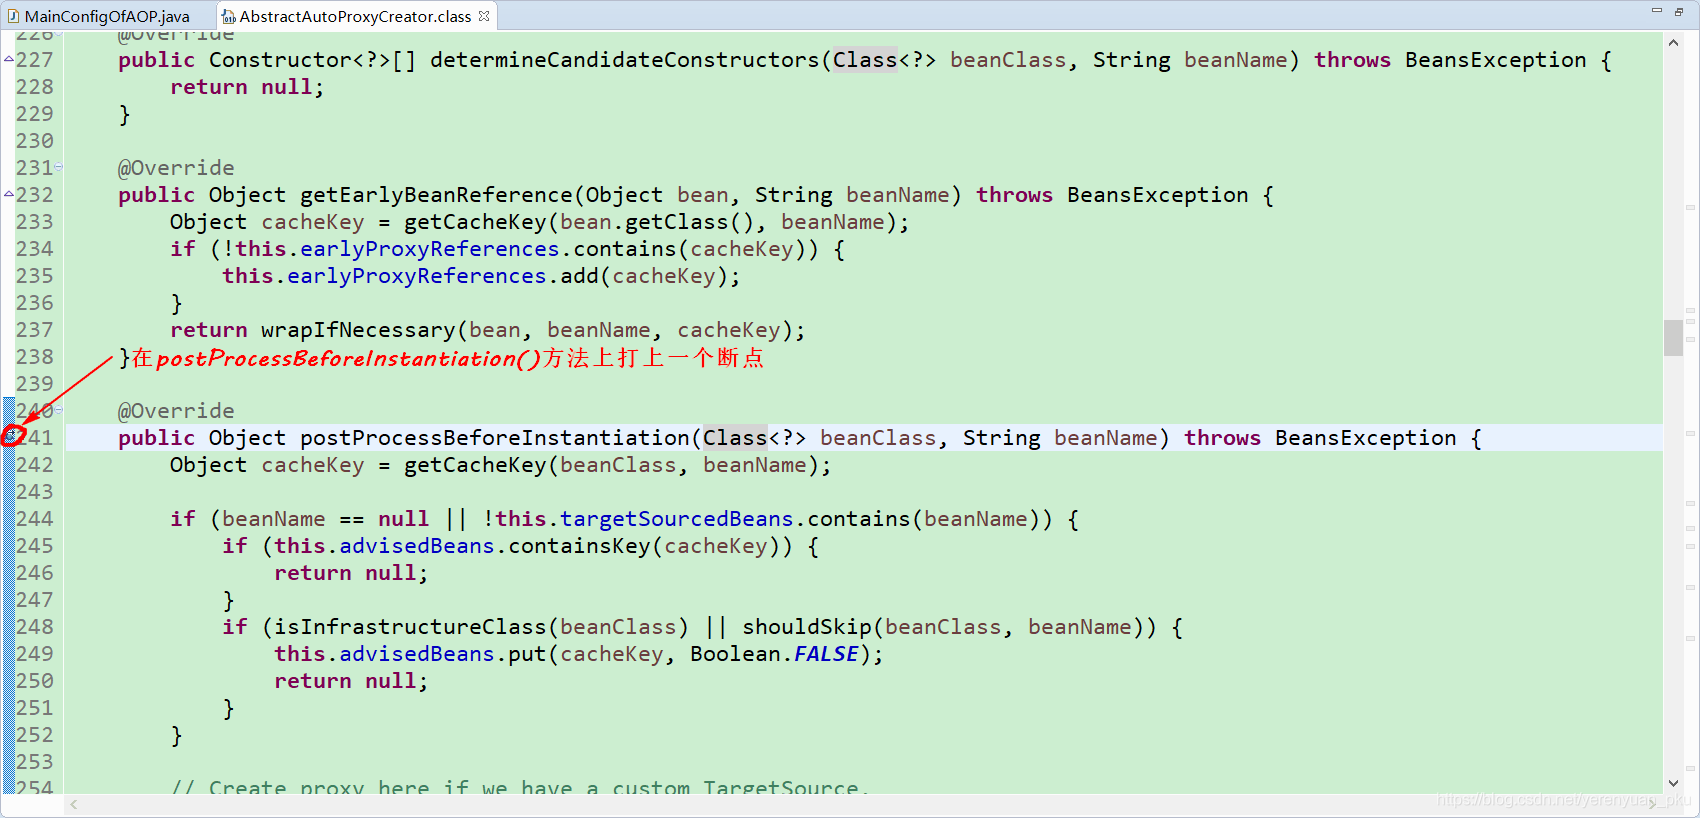 MainConfigOfAOP.java AbstractAutoProxyCreator.class
226 @Override
227 public Constructor<?>[] determineCandidateConstructors(Class<?> beanClass, String beanName) throws BeansException {
228 return null;
229 }
230
231 @Override
232 public Object getEarlyBeanReference(Object bean, String beanName) throws BeansException {
233 Object cacheKey = getCacheKey(bean.getClass(), beanName);
234 if (!this.earlyProxyReferences.contains(cacheKey)) {
235 this.earlyProxyReferences.add(cacheKey);
236 }
237 return wrapIfNecessary(bean, beanName, cacheKey);
238 }在postProcessBeforeInstantiation()方法上打上一个断点
239
240 @Override
241 public Object postProcessBeforeInstantiation(Class<?> beanClass, String beanName) throws BeansException {
242 Object cacheKey = getCacheKey(beanClass, beanName);
243
244 if (beanName == null || !this.targetSourcedBeans.contains(beanName)) {
245 if (this.advisedBeans.containsKey(cacheKey)) {
246 return null;
247 }
248 if (isInfrastructureClass(beanClass) || shouldSkip(beanClass, beanName)) {
249 this.advisedBeans.put(cacheKey, Boolean.FALSE);
250 return null;
251 }
252 }
253
254 // Create proxy here if we have a custom TargetSource.
https://blog.csdn.net/yerenyuan_pku